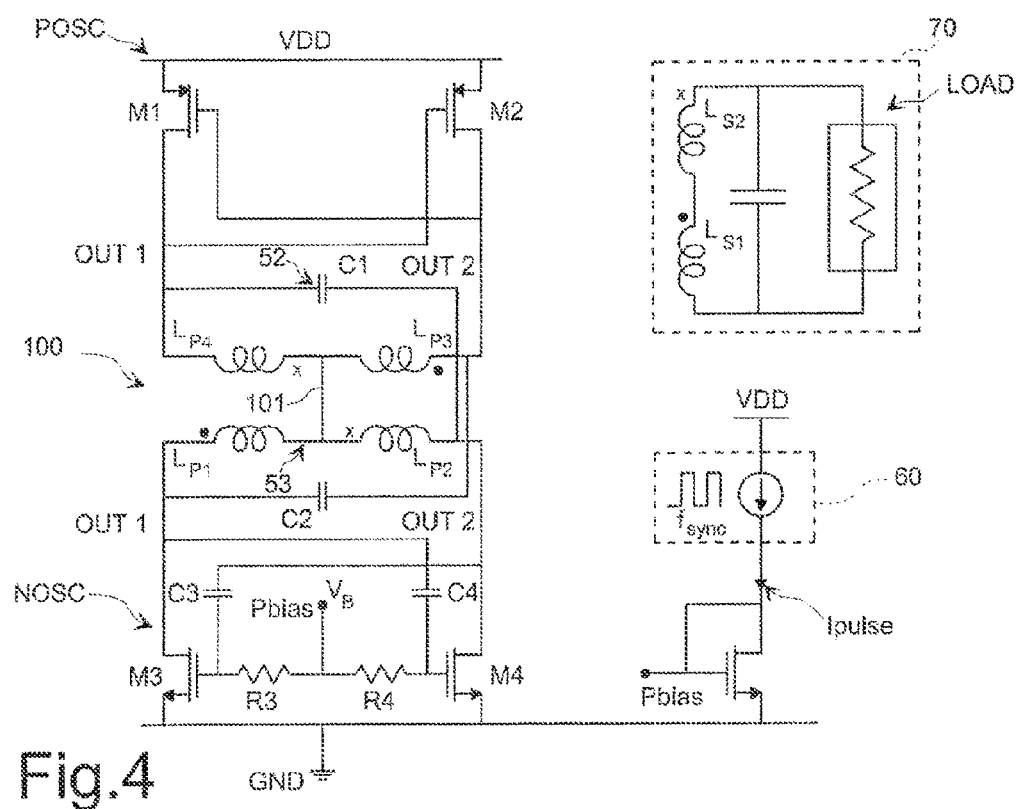 POSC
VDD
70
M1
M2
LOAD
x
L S2
L S1
OUT 1
52
C1
OUT 2
L P4
L P3
100
x
101
x
VDD
L P1
53
L P2
60
f sync
OUT 1
C2
OUT 2
NOSC
C3
Pbias
V B
C4
Ipulse
M3
R3
R4
M4
Pbias
GND
Fig.4